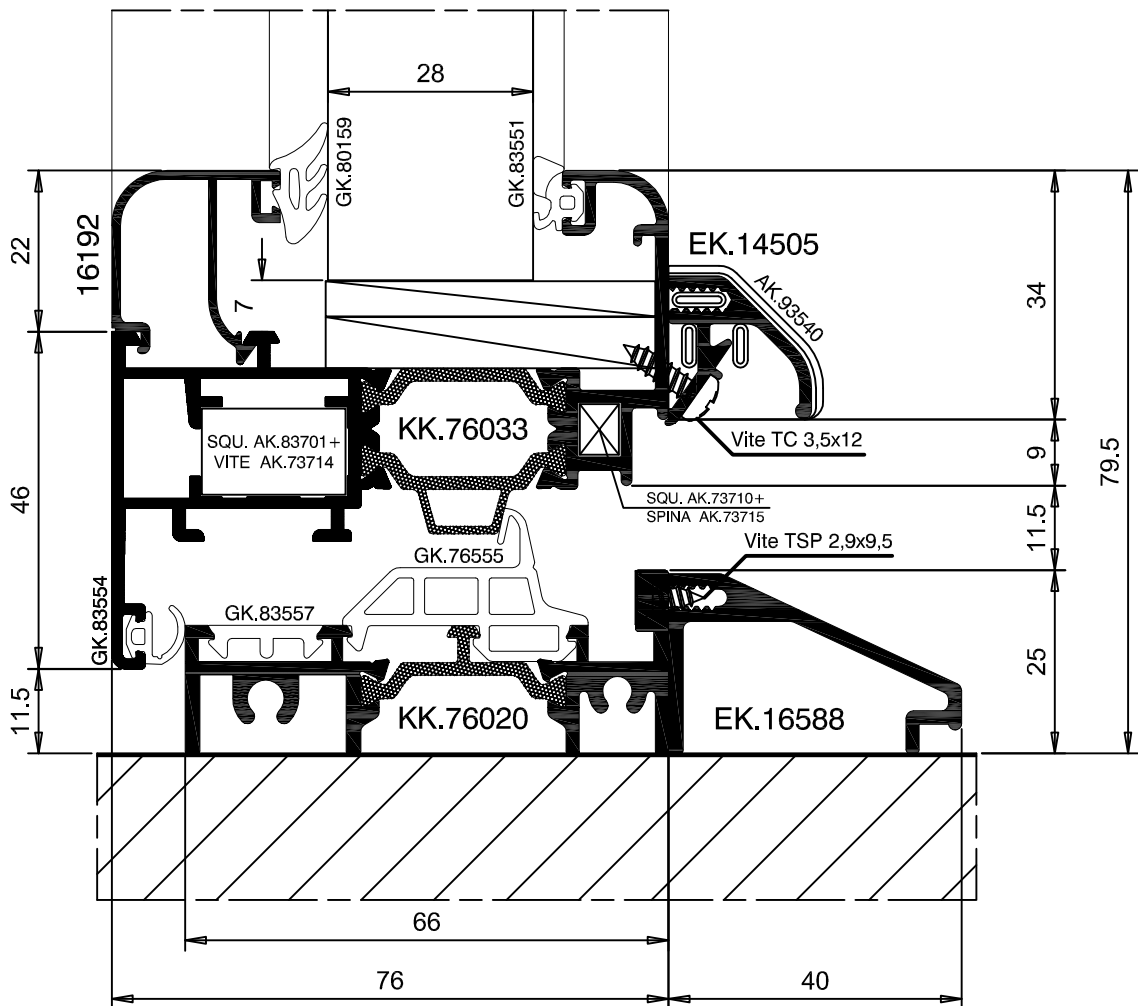 28
GK.80159
GK.83551
22
16192
7
EK.14505
AK.93540
34
79.5
SQU. AK.83701+
VITE AK.73714
KK.76033
Vite TC 3,5x12
9
46
SQU. AK.73710+
SPINA AK.73715
11.5
GK.76555
Vite TSP 2,9x9,5
GK.83554
GK.83557
25
11.5
KK.76020
EK.16588
66
76
40